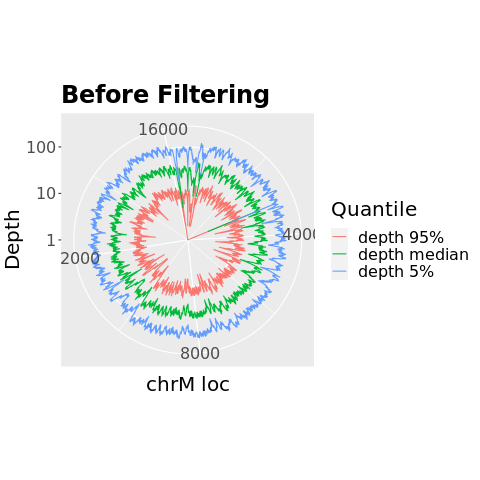 Before Filtering
16000
100
10
1
Depth
4000
2000
8000
chrM loc
Quantile
depth 95%
depth median
depth 5%